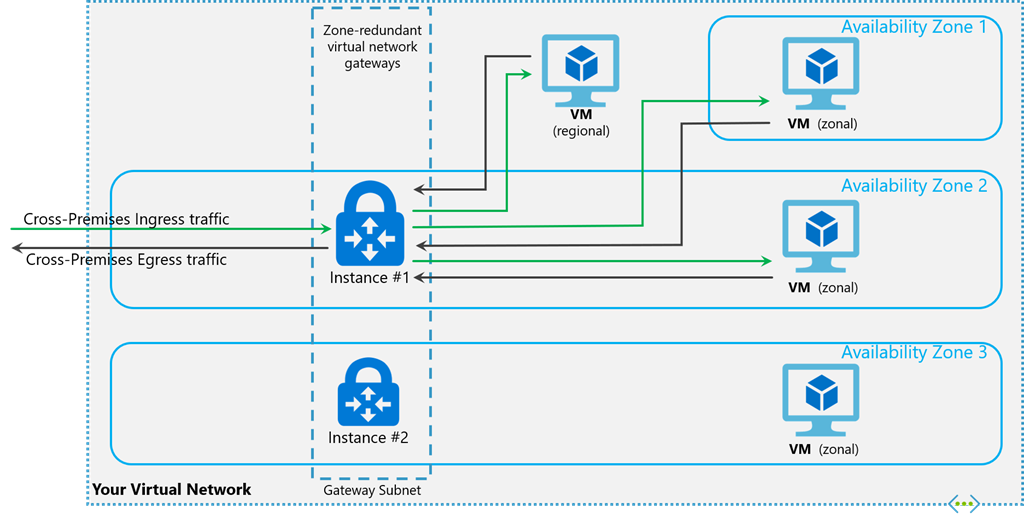 Zone-redundant
virtual network
gateways
VM
(regional)
Availability Zone 1
VM (zonal)
Availability Zone 2
Cross-Premises Ingress traffic
Cross-Premises Egress traffic
Instance #1
VM (zonal)
Availability Zone 3
Instance #2
VM (zonal)
Your Virtual Network
Gateway Subnet